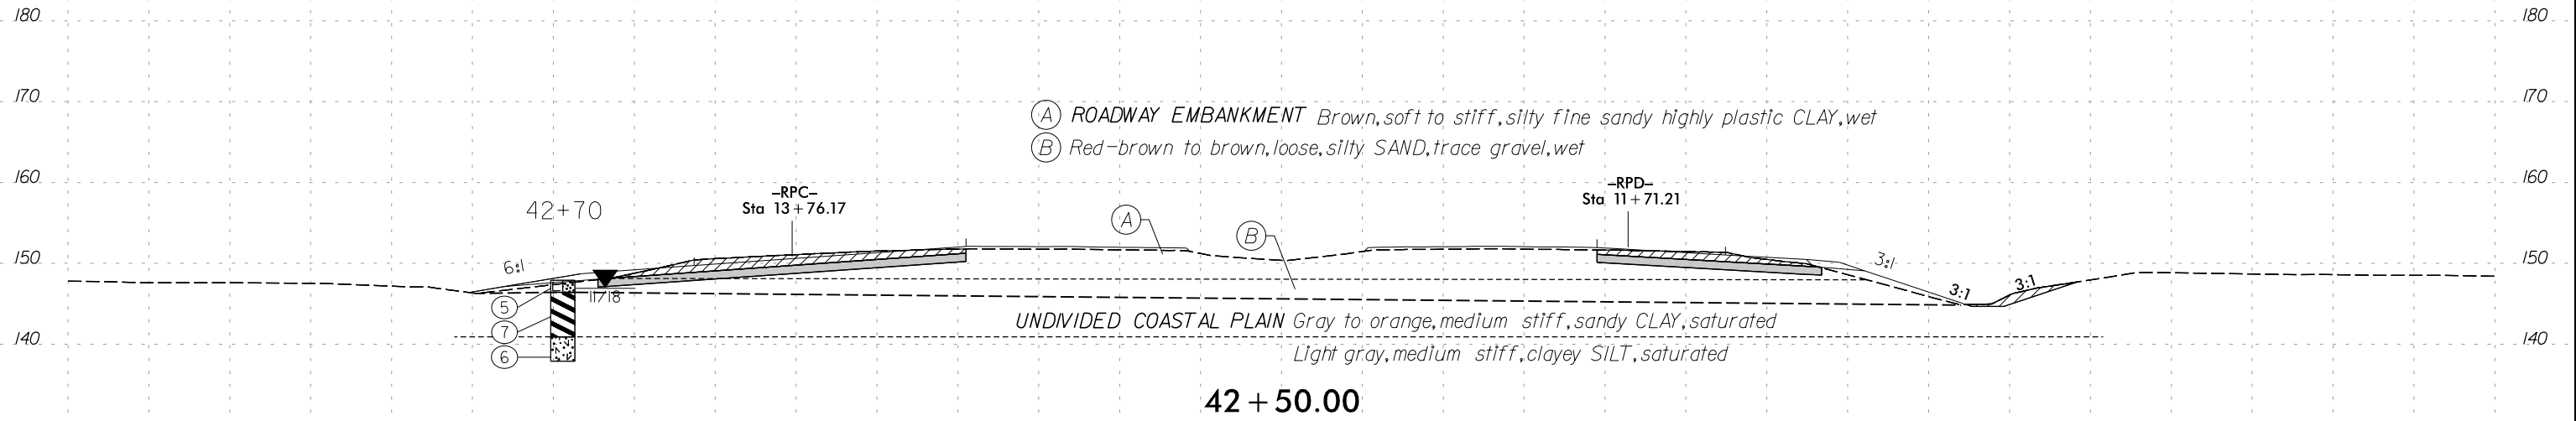 180 180
170 170
Ⓐ ROADWAY EMBANKMENT Brown,soft to stiff,silty fine sandy highly plastic CLAY,wet
Ⓑ Red-brown to brown,loose,silty SAND,trace gravel,wet
160 160
–RPC–
Sta 13+76.17
–RPD–
Sta 11+71.21
42+70
A
B
150 150
6:1
3:1
3:1
3:1
11/18
5
7
6
UNDIVIDED COASTAL PLAIN Gray to orange,medium stiff,sandy CLAY,saturated
140 140
Light gray,medium stiff,clayey SILT,saturated
42+50.00